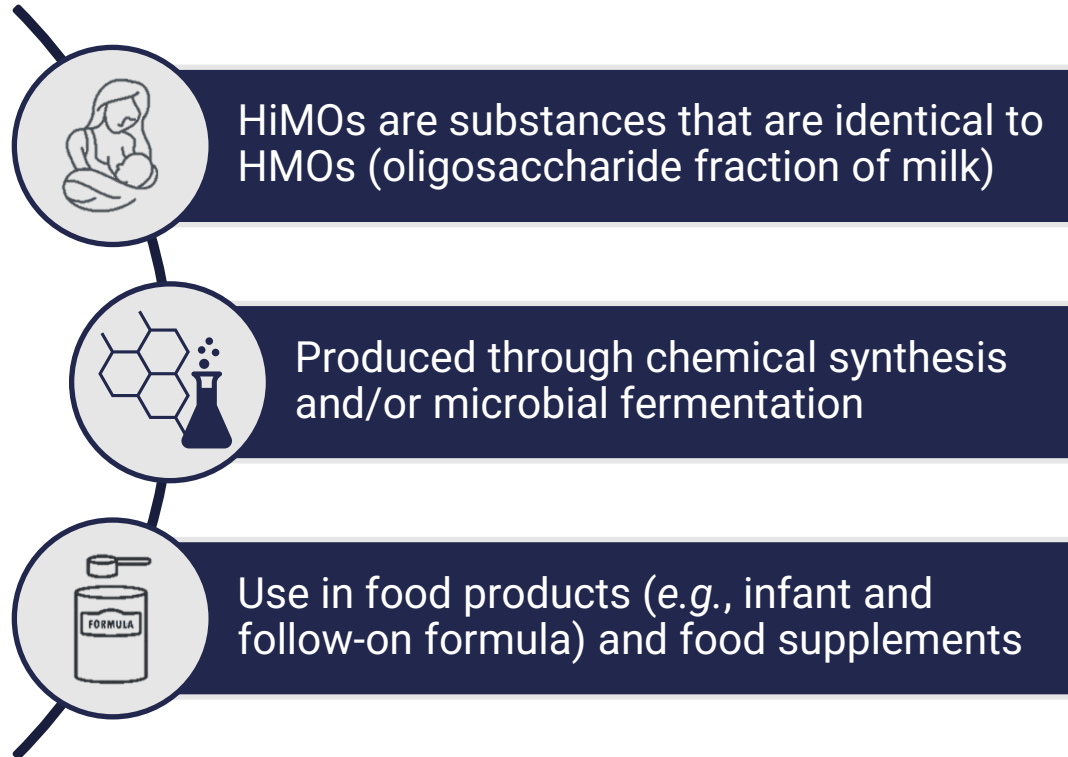 HiMOs are substances that are identical to
HMOs (oligosaccharide fraction of milk)
Produced through chemical synthesis
and/or microbial fermentation
FORMULA
Use in food products (e.g., infant and
follow-on formula) and food supplements